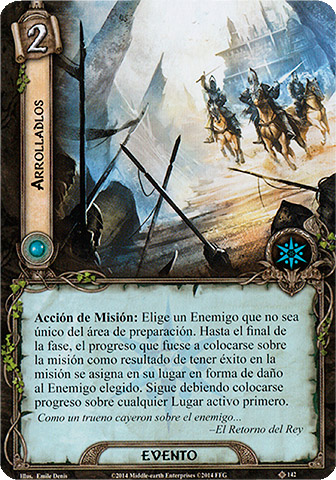 2
ARROLLADLOS
Acción de Misión: Elige un Enemigo que no sea
único del área de preparación. Hasta el final de
la fase, el progreso que fuese a colocarse sobre
la misión como resultado de tener éxito en la
misión se asigna en su lugar en forma de daño
al Enemigo elegido. Sigue debiendo colocarse
progreso sobre cualquier Lugar activo primero.
Como un trueno cayeron sobre el enemigo...
–El Retorno del Rey
EVENTO
Illus. Emile Denis
©2014 Middle-earth Enterprises ©2014 FFG
142